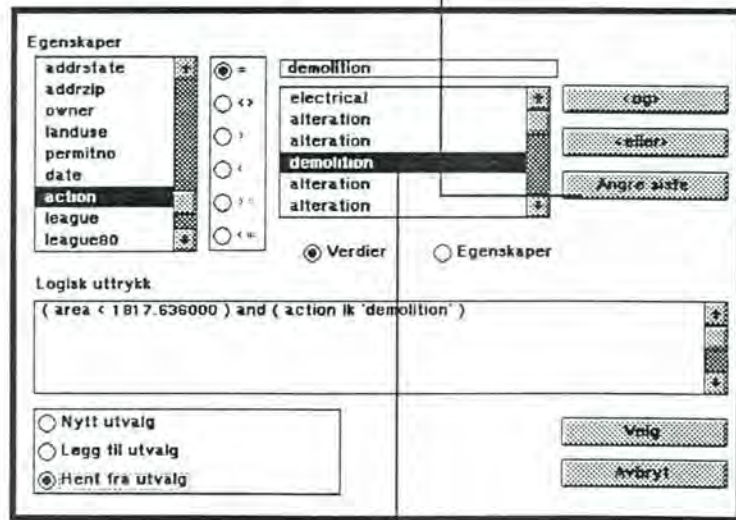 Egenskaper
addrstate
addrzip
owner
landuse
permitno
date
action
league
league80
=
<>
>
<
>=
<=
demolition
electrical
alteration
alteration
demolition
alteration
alteration
<og>
<eller>
Angre siste
Verdier
Egenskaper
Logisk uttrykk
( area < 1817.636000 ) and ( action lk 'demolition' )
Nytt utvalg
Legg til utvalg
Hent fra utvalg
Velg
Avbryt